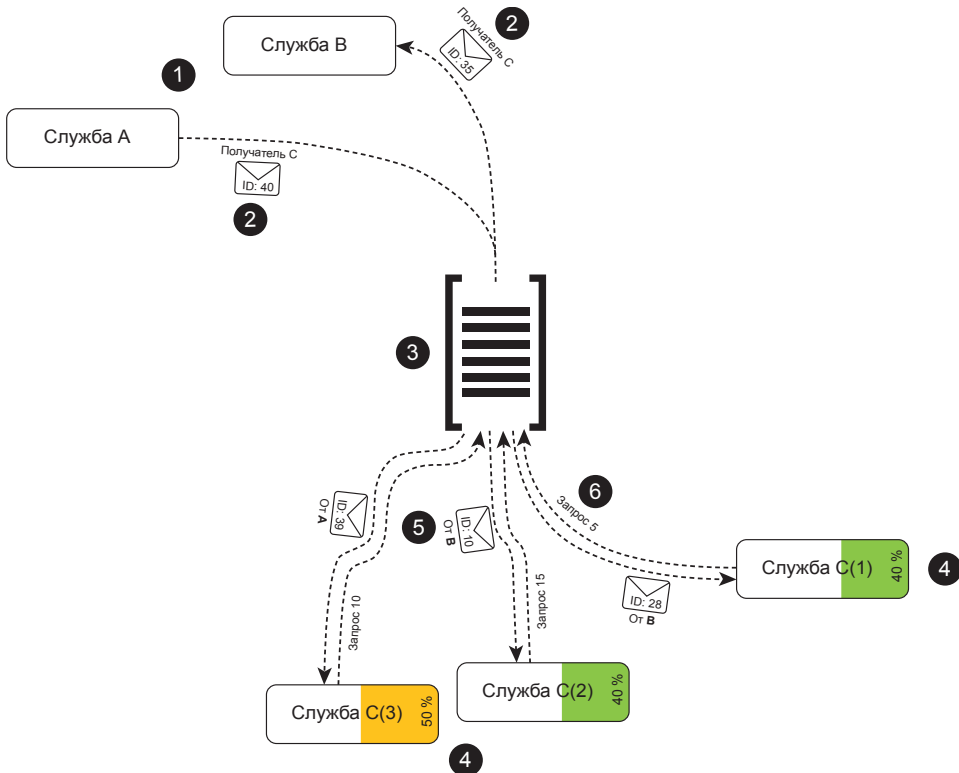 2
Получатель С
ID: 35
Служба B
1
Служба A
Получатель С
ID: 40
2
3
ID: 39
От A
5
ID: 10
От B
6
Запрос 5
Служба C(1)
40 %
4
ID: 28
От B
Запрос 10
Запрос 15
Служба C(2)
40 %
Служба C(3)
50 %
4